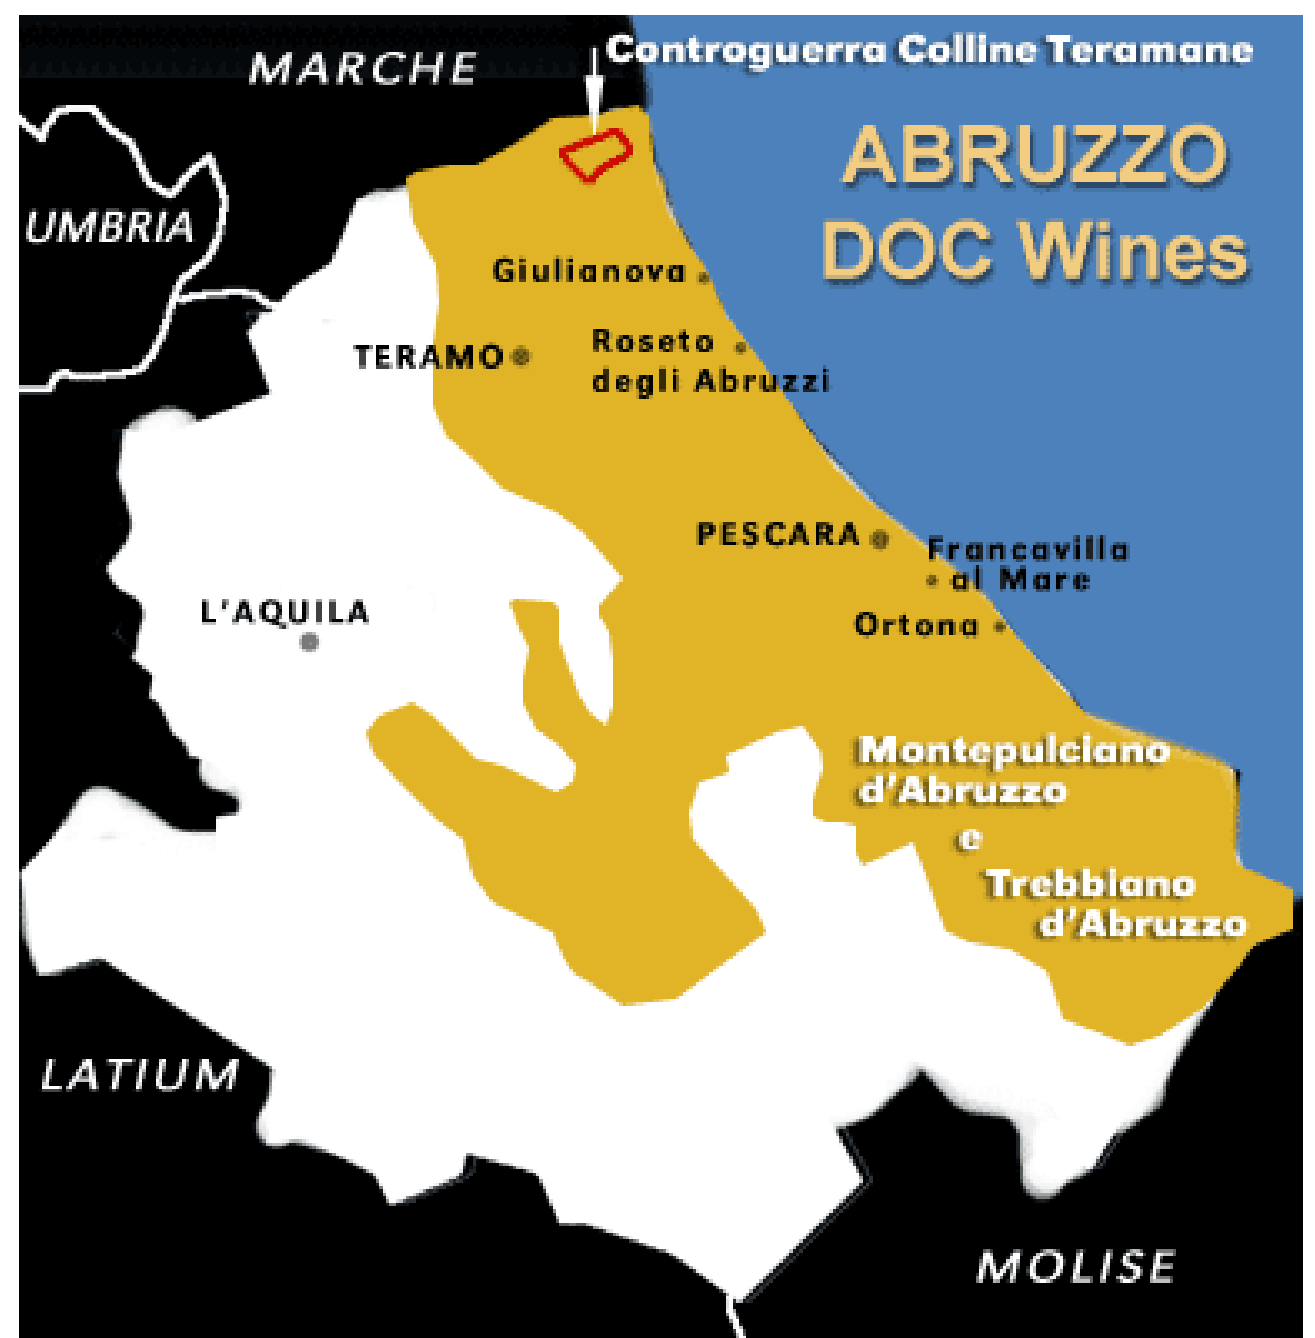 Controguerra Colline Teramane
MARCHE
ABRUZZO
DOC Wines
UMBRIA
Giulianova
Roseto
degli Abruzzi
TERAMO
PESCARA
Francavilla
al Mare
L'AQUILA
Ortona
Montepulciano
d'Abruzzo
e
Trebbiano
d'Abruzzo
LATIUM
MOLISE